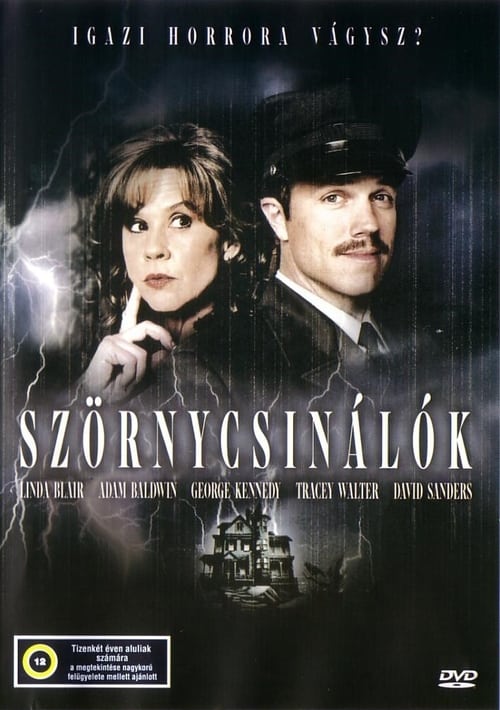 IGAZI HORRORA VÁGYSZ?
SZÖRNYCSINÁLÓK
LINDA BLAIR ADAM BALDWIN GEORGE KENNEDY TRACEY WALTER DAVID SANDERS
12
Tizenkét éven aluliak
számára
a megtekintése nagykorú
felügyelete mellett ajánlott
DVD